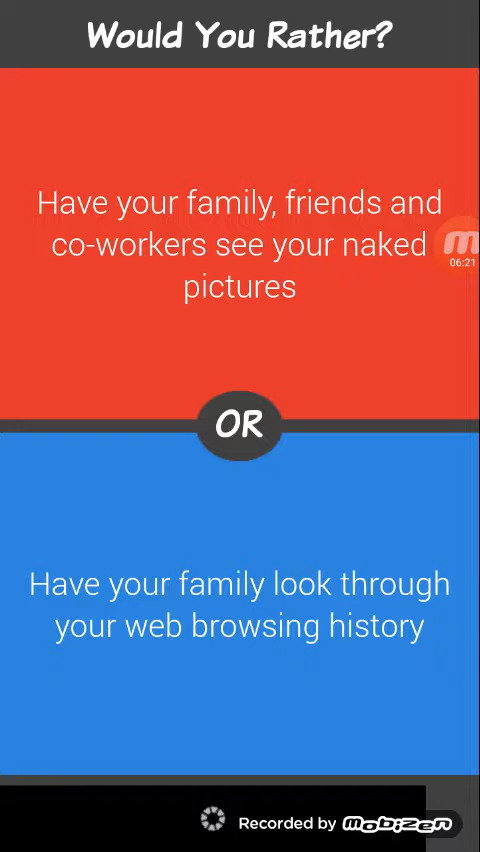 Would You Rather?
Have your family, friends and
co-workers see your naked
pictures
m
06:21
OR
Have your family look through
your web browsing history
Recorded by mobizen